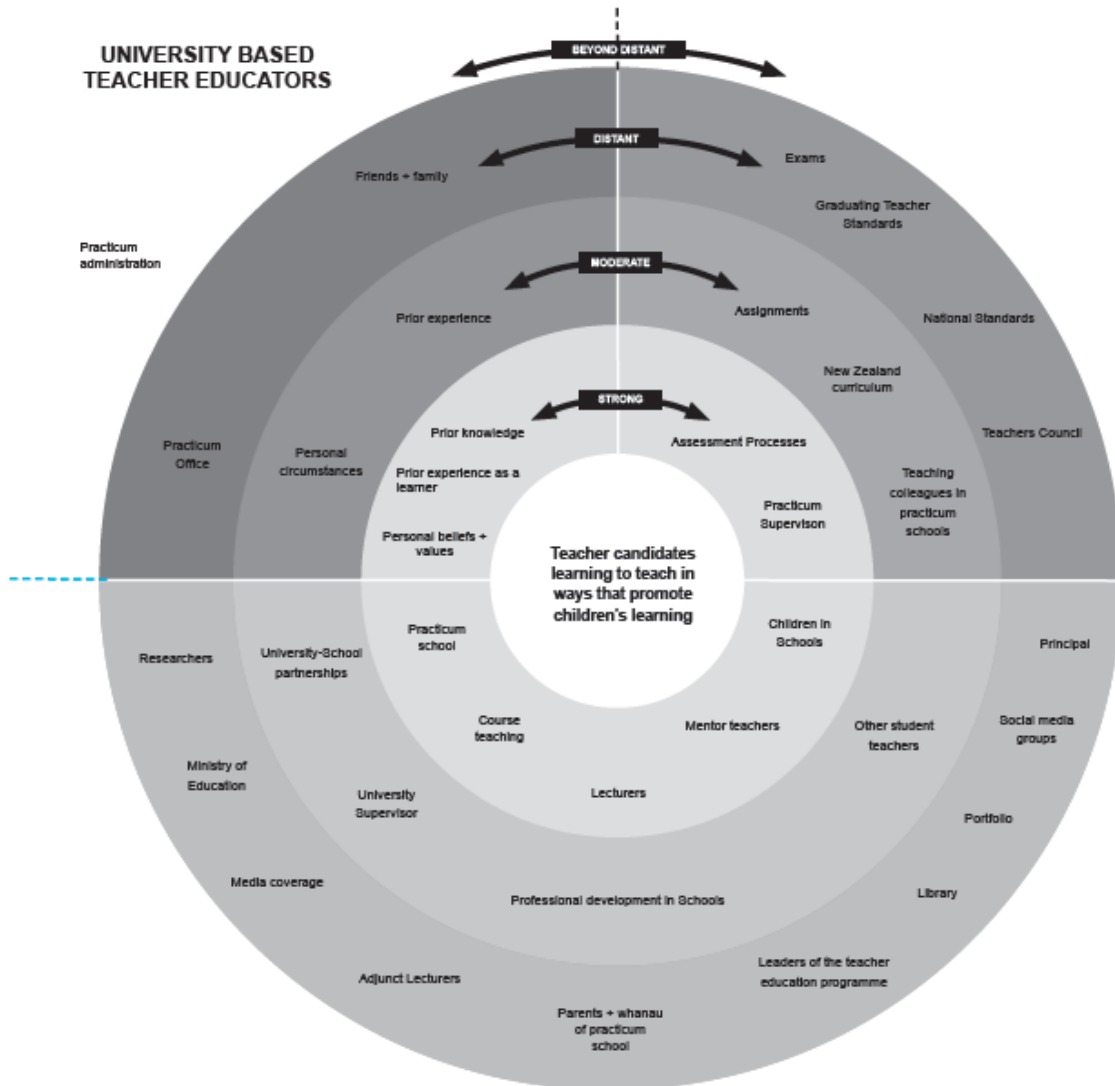 UNIVERSITY BASED
TEACHER EDUCATORS
BEYOND DISTANT
DISTANT
Exams
Friends + family
Graduating Teacher
Standards
Practicum
administration
MODERATE
Assignments
Prior experience
National Standards
New Zealand
curriculum
STRONG
Prior knowledge
Assessment Processes
Teachers Council
Practicum
Office
Personal
circumstances
Prior experience as a
learner
Teaching
colleagues in
practicum
schools
Practicum
Supervison
Personal beliefs +
values
Teacher candidates
learning to teach in
ways that promote
children's learning
Practicum
school
Children in
Schools
Researchers
University-School
partnerships
Principal
Course
teaching
Mentor teachers
Other student
teachers
Social media
groups
Ministry of
Education
University
Supervisor
Lecturers
Portfolio
Media coverage
Professional development in Schools
Library
Adjunct Lecturers
Leaders of the teacher
education programme
Parents + whanau
of practicum
school